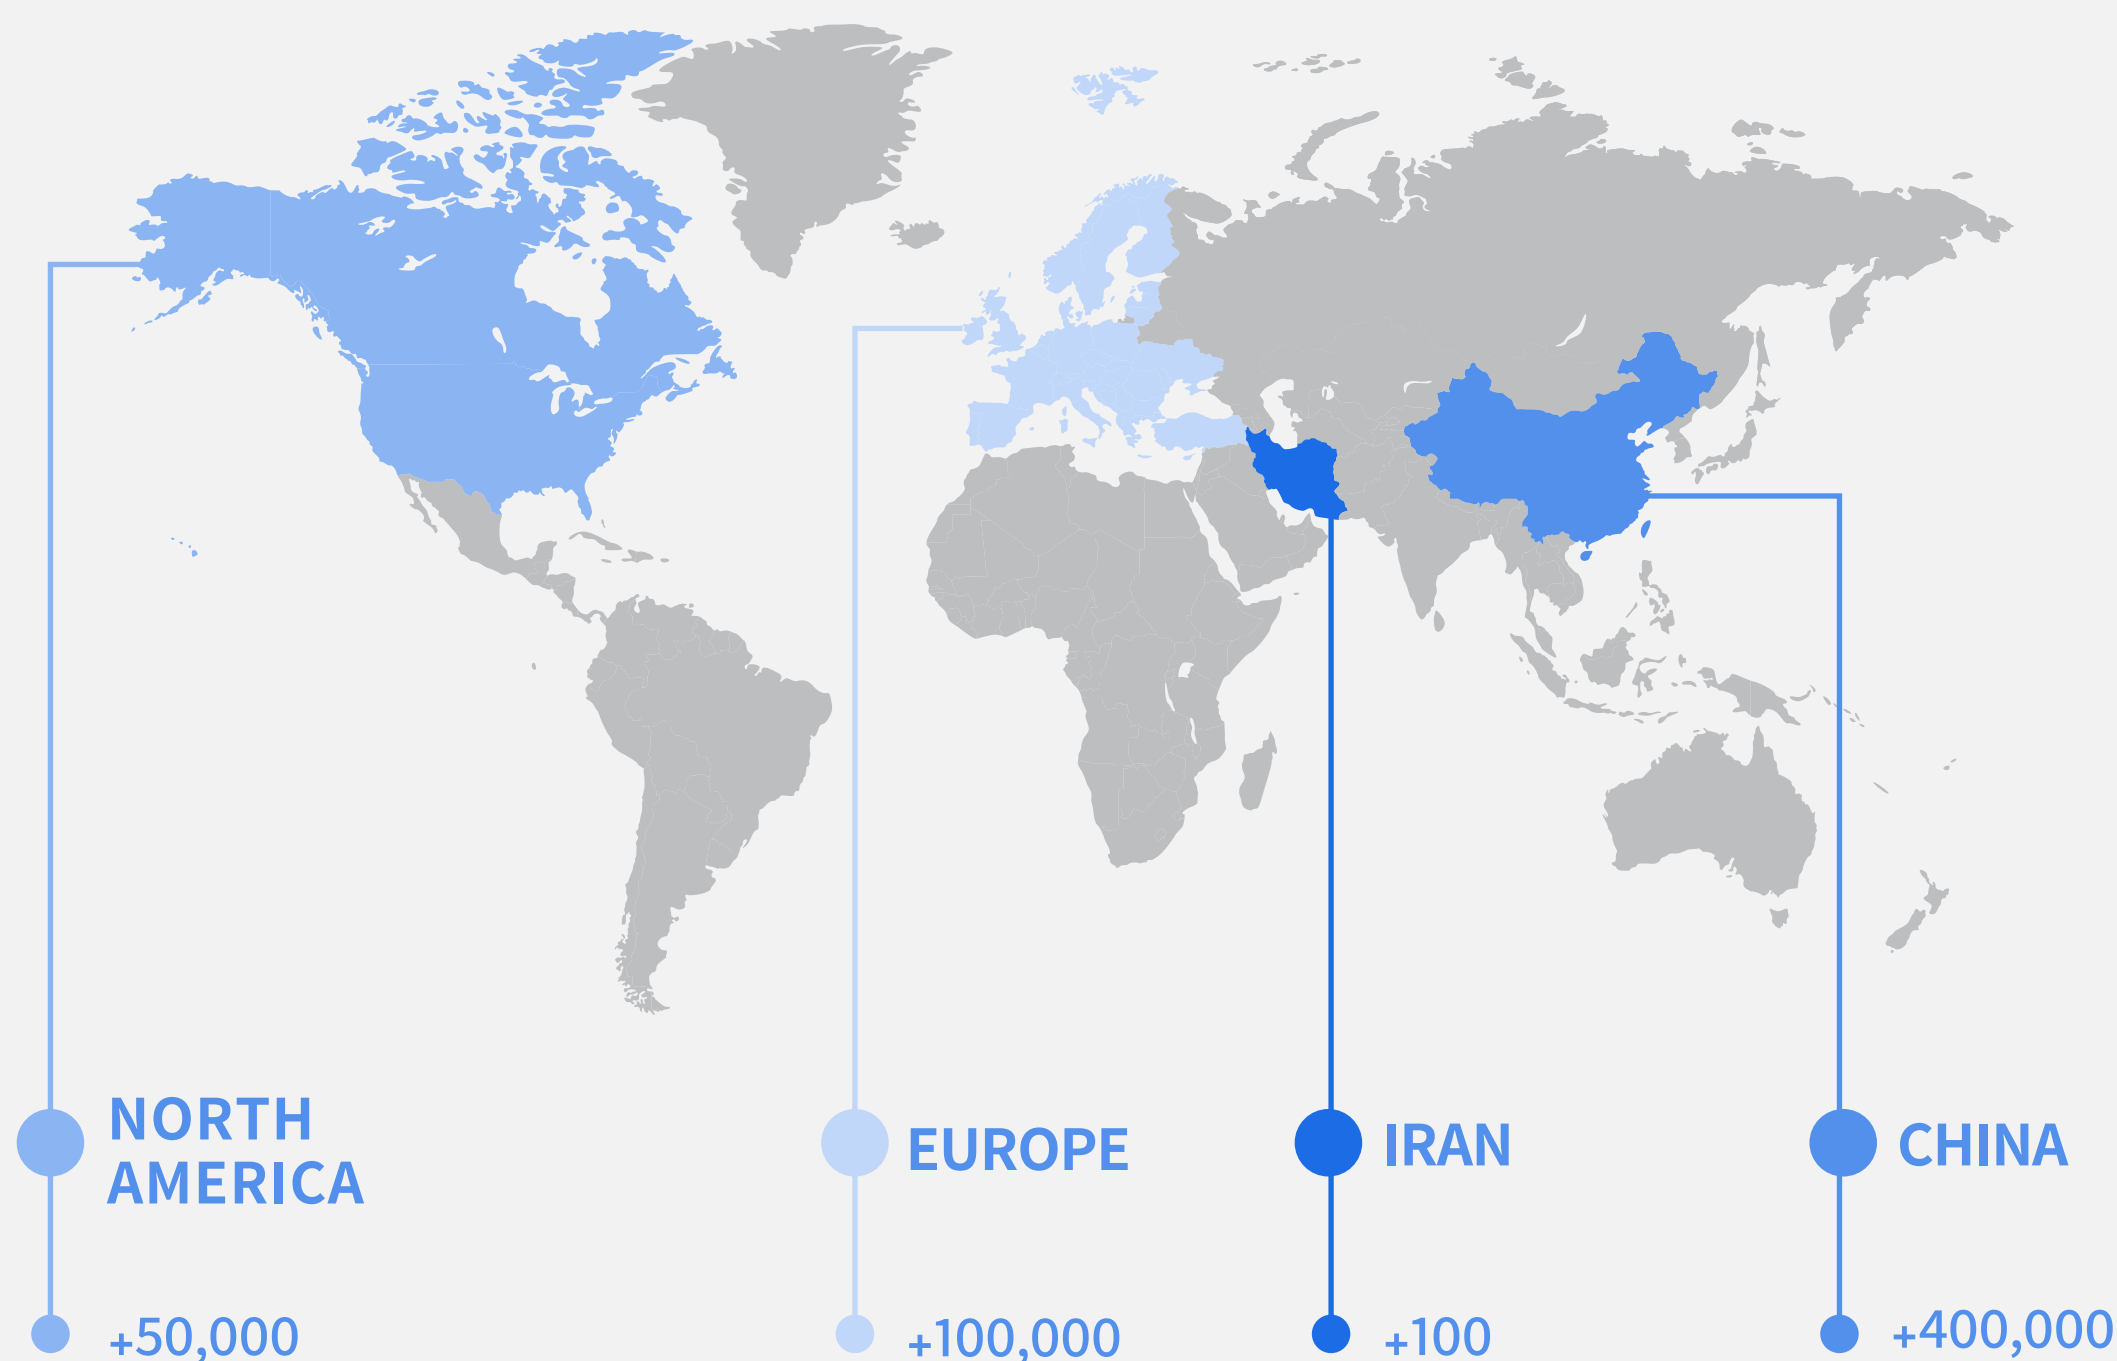 NORTH
AMERICA
EUROPE
IRAN
CHINA
+50,000
+100,000
+100
+400,000